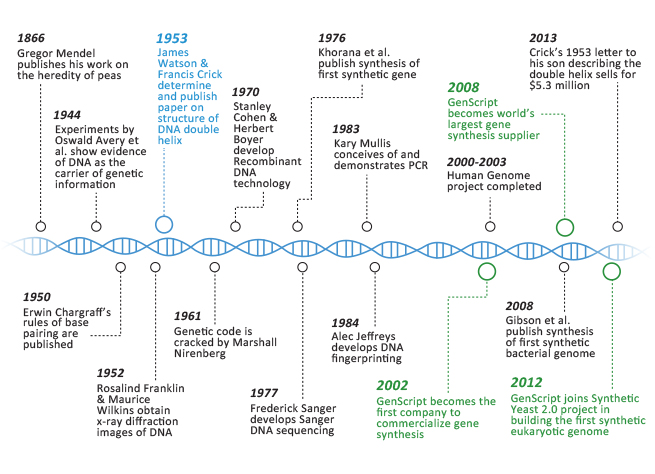 1866
Gregor Mendel
publishes his work on
the heredity of peas
1944
Experiments by
Oswald Avery et
al. show evidence
of DNA as the
carrier of genetic
information
1953
James
Watson &
Francis Crick
determine
and publish
paper on
structure of
DNA double
helix
1970
Stanley
Cohen &
Herbert
Boyer
develop
Recombinant
DNA
technology
1976
Khorana et al.
publish synthesis of
first synthetic gene
1983
Kary Mullis
conceives of and
demonstrates PCR
2008
GenScript
becomes world's
largest gene
synthesis supplier
2000-2003
Human Genome
project completed
2013
Crick's 1953 letter to
his son describing the
double helix sells for
$5.3 million
1950
Erwin Chargraff's
rules of base
pairing are
published
1952
Rosalind Franklin
& Maurice
Wilkins obtain
x-ray diffraction
images of DNA
1961
Genetic code is
cracked by Marshall
Nirenberg
1977
Frederick Sanger
develops Sanger
DNA sequencing
1984
Alec Jeffreys
develops DNA
fingerprinting
2002
GenScript becomes the
first company to
commercialize gene
synthesis
2008
Gibson et al.
publish synthesis
of first synthetic
bacterial genome
2012
GenScript joins Synthetic
Yeast 2.0 project in
building the first synthetic
eukaryotic genome